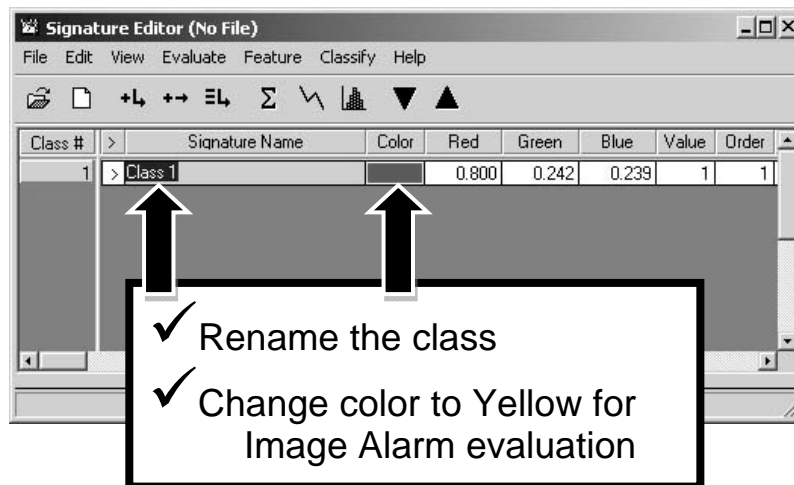 Signature Editor (No File)
File Edit View Evaluate Feature Classify Help
Class # > Signature Name Color Red Green Blue Value Order
1 > Class 1 0.800 0.242 0.239 1 1
✓ Rename the class
✓ Change color to Yellow for
Image Alarm evaluation